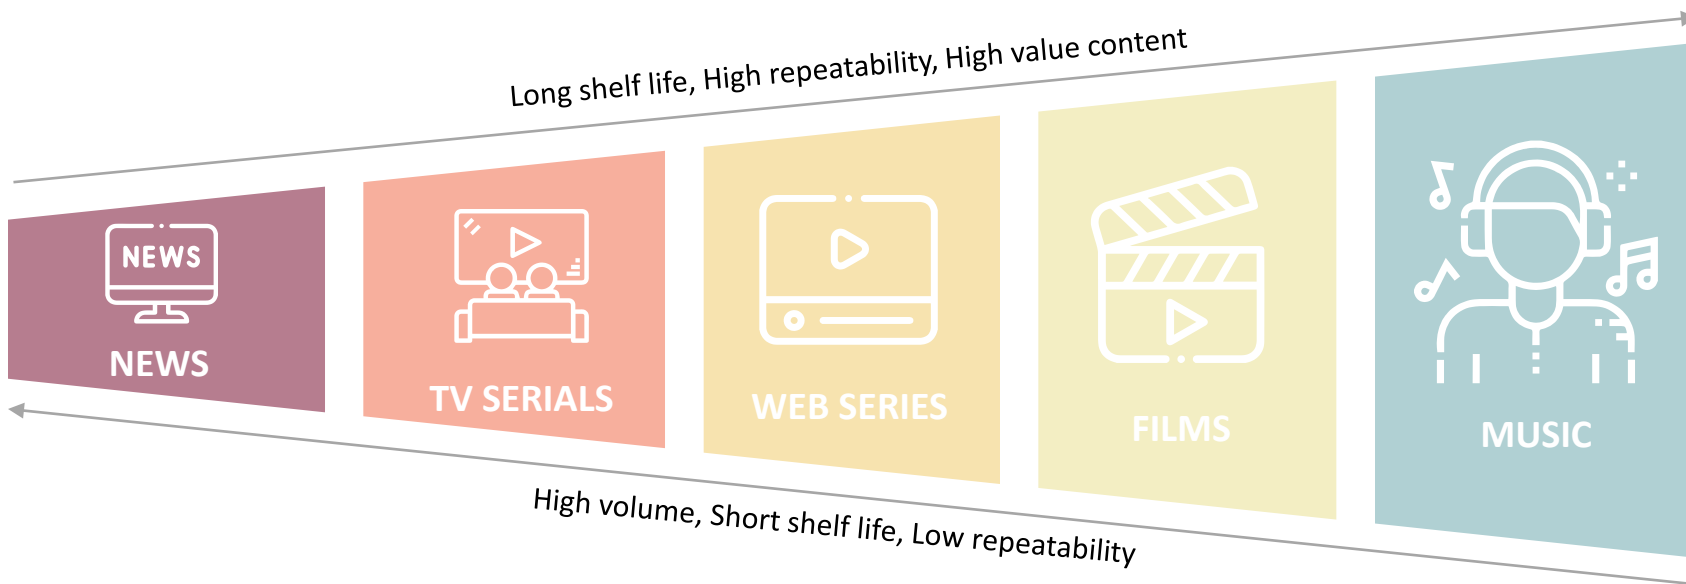 Long shelf life, High repeatability, High value content
NEWS
NEWS
TV SERIALS
WEB SERIES
FILMS
MUSIC
High volume, Short shelf life, Low repeatability